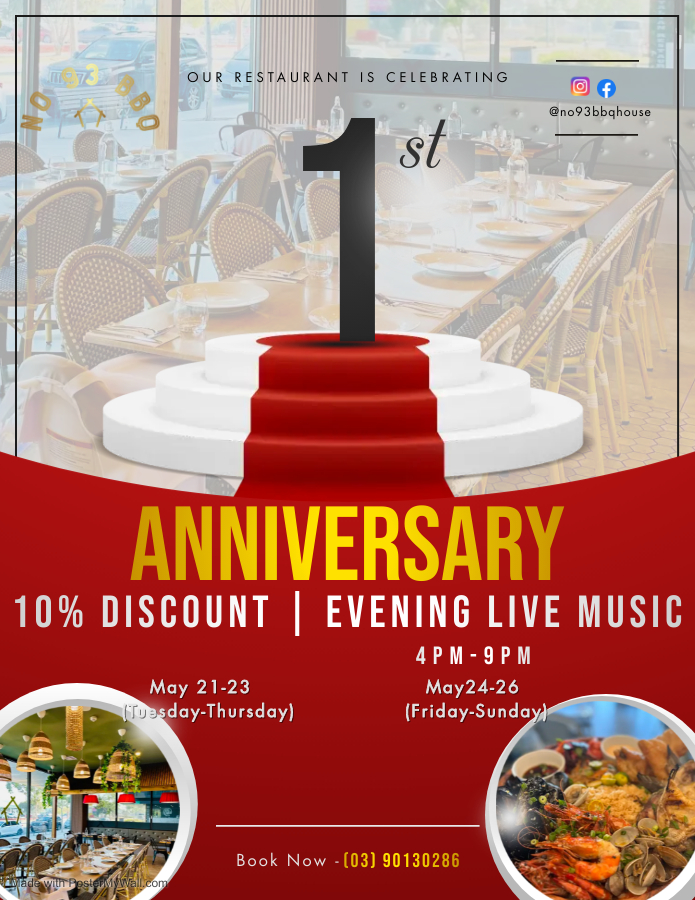 OUR RESTAURANT IS CELEBRATING
NO 93 BBQ
@no93bbqhouse
1st
ANNIVERSARY
10% DISCOUNT | EVENING LIVE MUSIC
4PM-9PM
May 21-23
(Tuesday-Thursday)
May24-26
(Friday-Sunday)
Book Now -(03) 90130286
Made with PosterMyWall.com